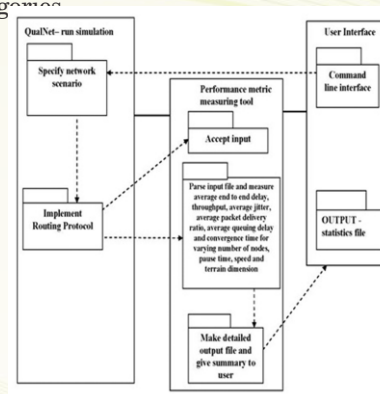 QualNet– run simulation
Specify network
scenario
Implement
Routing Protocol
Performance metric
measuring tool
Accept input
Parse input file and measure
average end to end delay,
throughput, average jitter,
average packet delivery
ratio, average queuing delay
and convergence time for
varying number of nodes,
pause time, speed and
terrain dimension
Make detailed
output file and
give summary to
user
User Interface
Command
line interface
OUTPUT -
statistics file